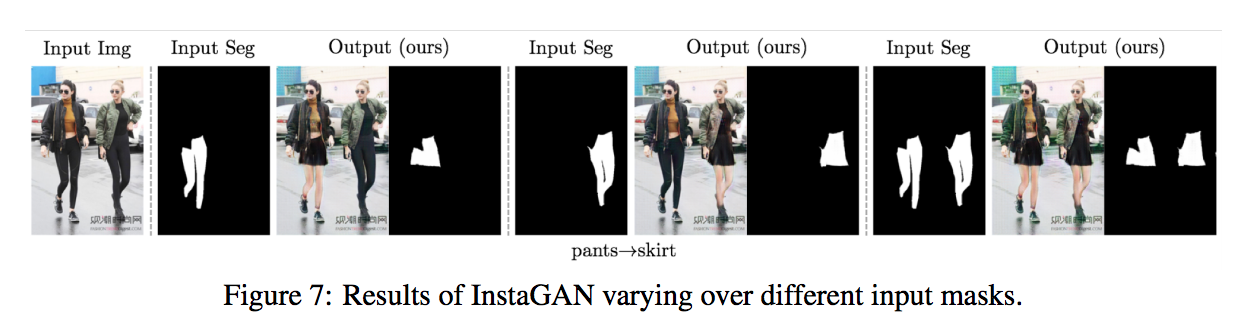 Input Img Input Seg Output (ours) Input Seg Output (ours) Input Seg Output (ours)
pants→skirt
Figure 7: Results of InstaGAN varying over different input masks.